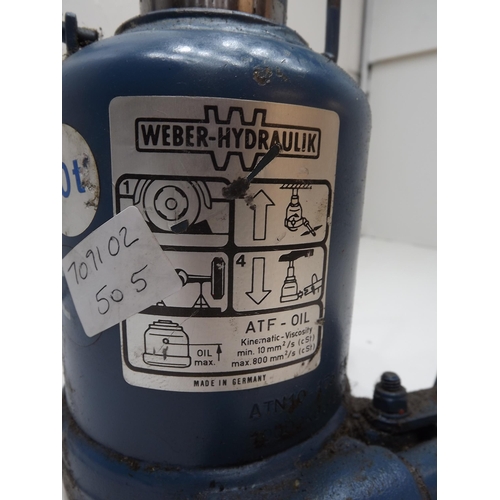 WEBER-HYDRAULIK
1
4
0t
709102
505
ATF - OIL
Kinematic-Viscosity
min. 10 mm²/s (cSt)
max. 800 mm²/s (cSt)
OIL
max.
MADE IN GERMANY